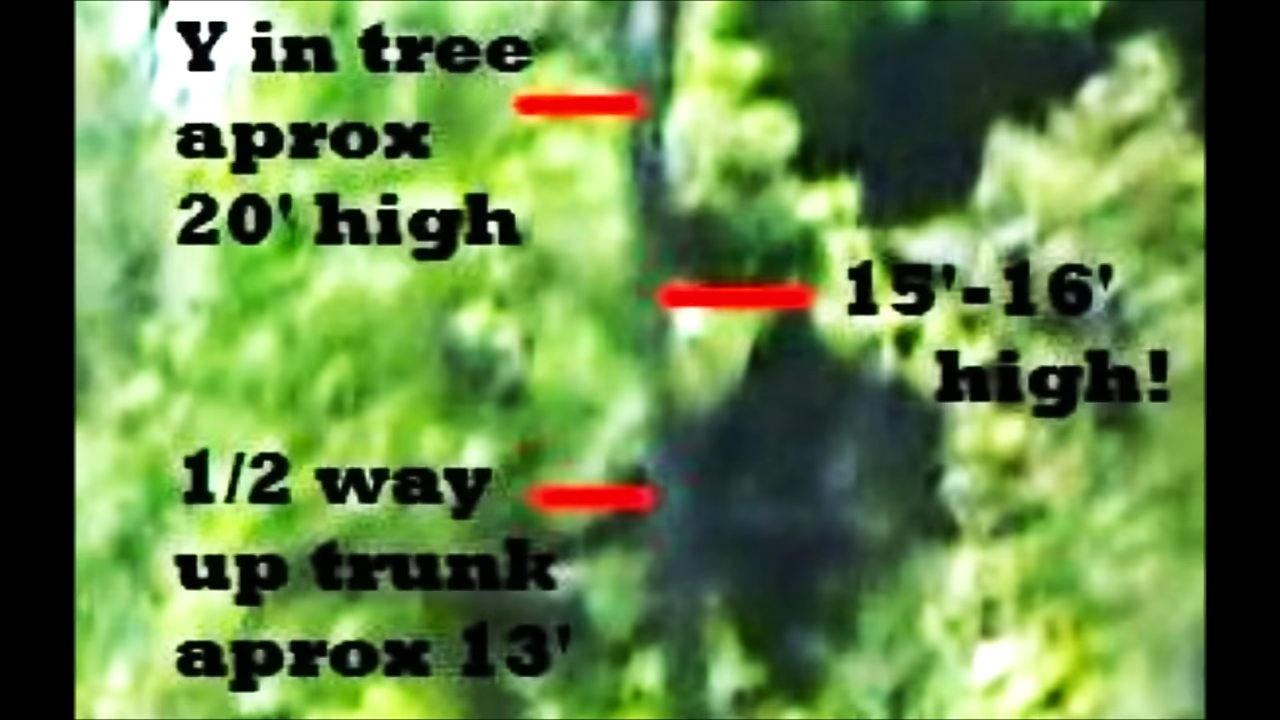 Y in tree
aprox
20' high
15'-16'
high!
1/2 way
up trunk
aprox 13'